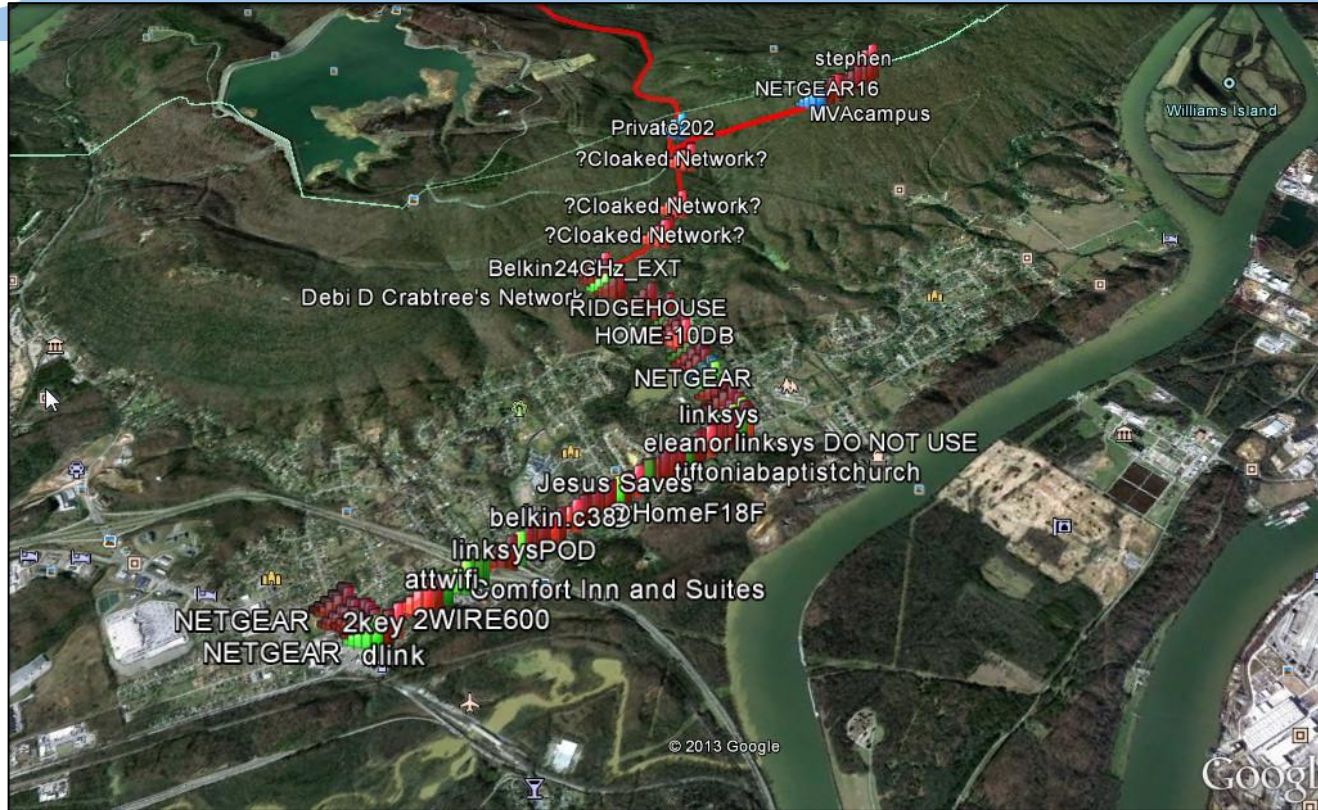 stephen
NETGEAR16
MVAcampus
Williams Island
Private202
?Cloaked Network?
?Cloaked Network?
?Cloaked Network?
Belkin24GHz_EXT
Debi D Crabtree's Network
RIDGEHOUSE
HOME-10DB
NETGEAR
linksys
eleanorlinksys DO NOT USE
tiftoniabaptistchurch
Jesus Saves
belkin.c38
@HomeF18F
linksysPOD
attwifi
Comfort Inn and Suites
NETGEAR
2key
2WIRE600
NETGEAR
dlink
© 2013 Google
Google